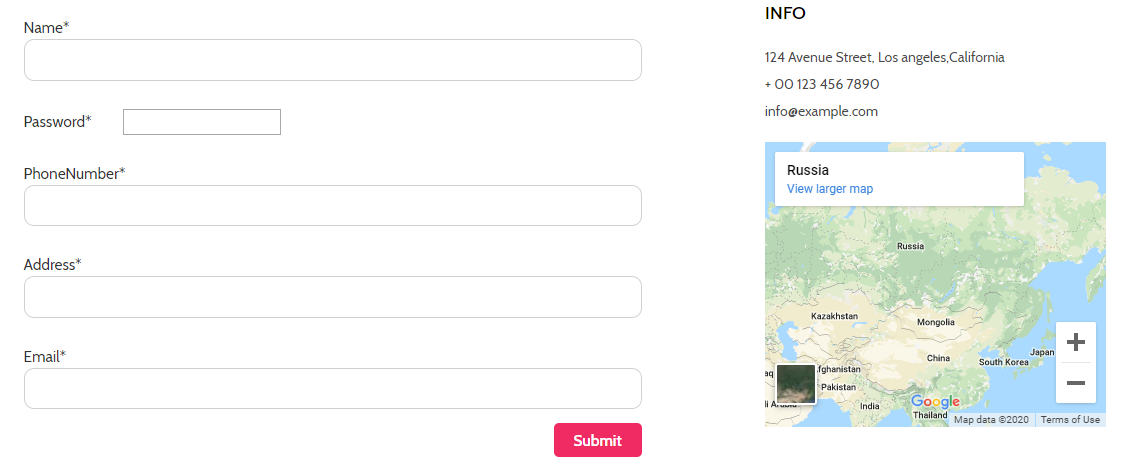 Name*
Password*
PhoneNumber*
Address*
Email*
Submit
INFO
124 Avenue Street, Los angeles,California
+ 00 123 456 7890
info@example.com
Russia
View larger map
Russia
Kazakhstan
Mongolia
China
Japan
South Korea
fghanistan
Pakistan
India
Google
Thailand
Map data ©2020
Terms of Use